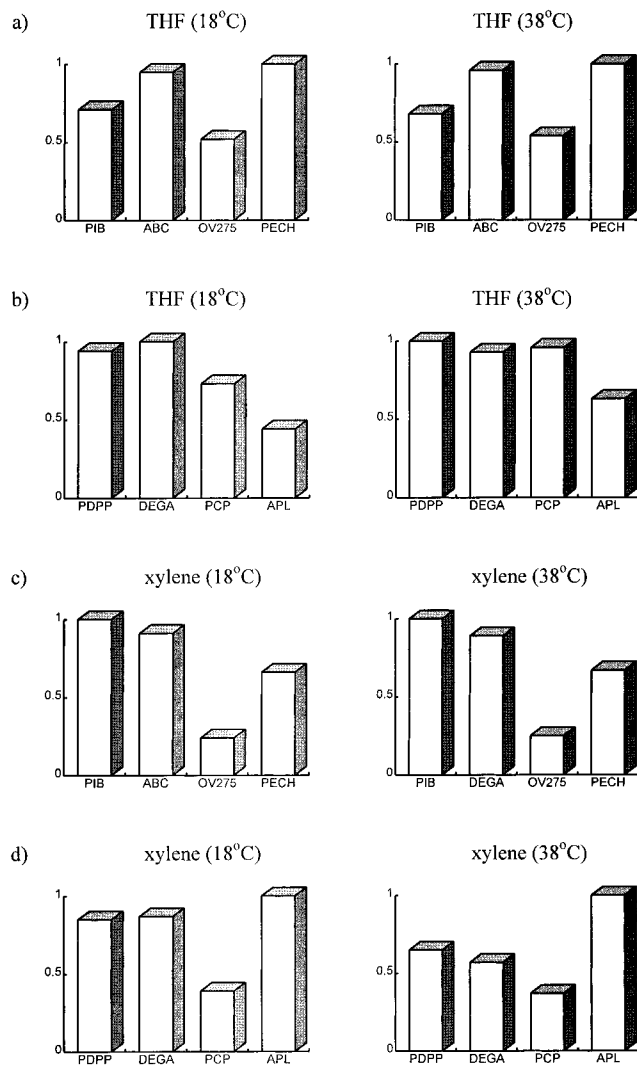 a) THF (18°C) THF (38°C)
1 1
0.5 0.5
0 0
PIB ABC OV275 PECH PIB ABC OV275 PECH
b) THF (18°C) THF (38°C)
1 1
0.5 0.5
0 0
PDPP DEGA PCP APL PDPP DEGA PCP APL
c) xylene (18°C) xylene (38°C)
1 1
0.5 0.5
0 0
PIB ABC OV275 PECH PIB DEGA OV275 PECH
d) xylene (18°C) xylene (38°C)
1 1
0.5 0.5
0 0
PDPP DEGA PCP APL PDPP DEGA PCP APL